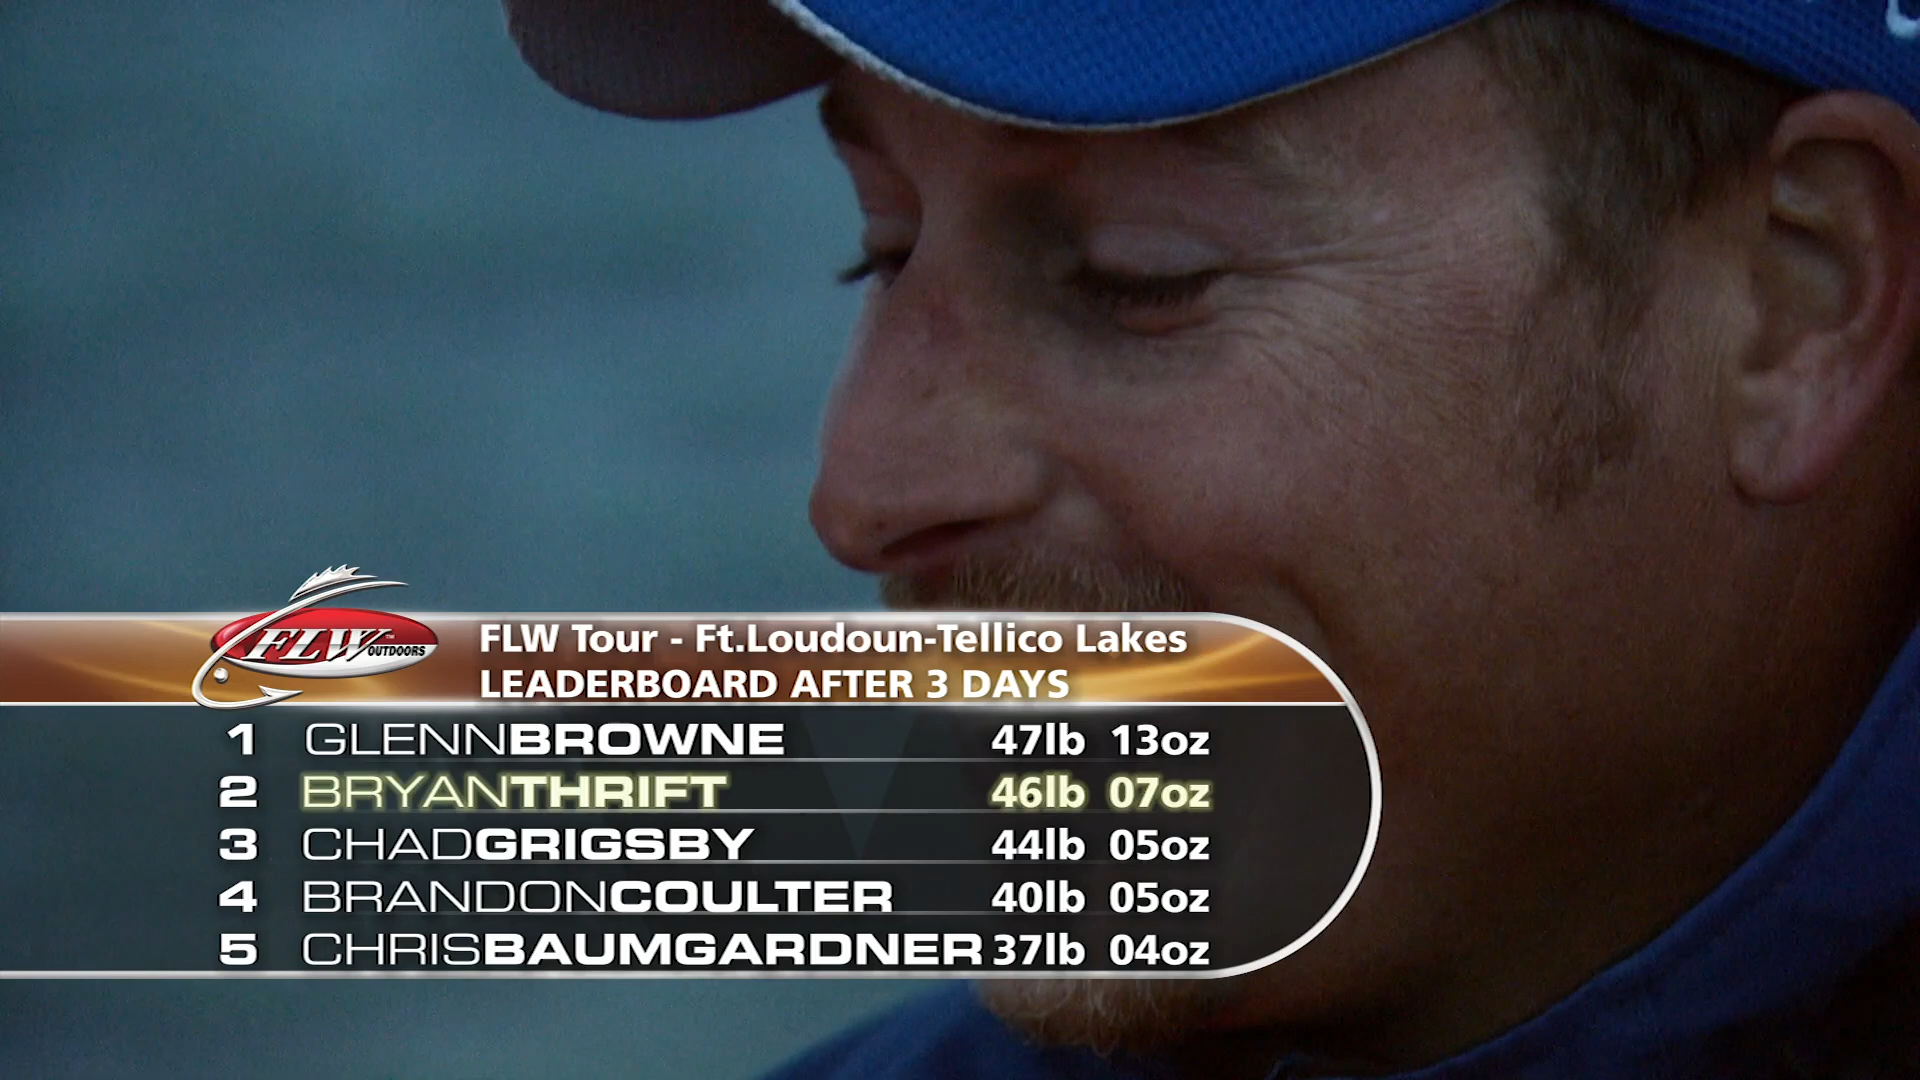 FLW OUTDOORS
FLW Tour - Ft.Loudoun-Tellico Lakes
LEADERBOARD AFTER 3 DAYS
1 GLENNBROWNE 47lb 13oz
2 BRYANTHRIFT 46lb 07oz
3 CHADGRIGSBY 44lb 05oz
4 BRANDONCOULTER 40lb 05oz
5 CHRISBAUMGARDNER 37lb 04oz